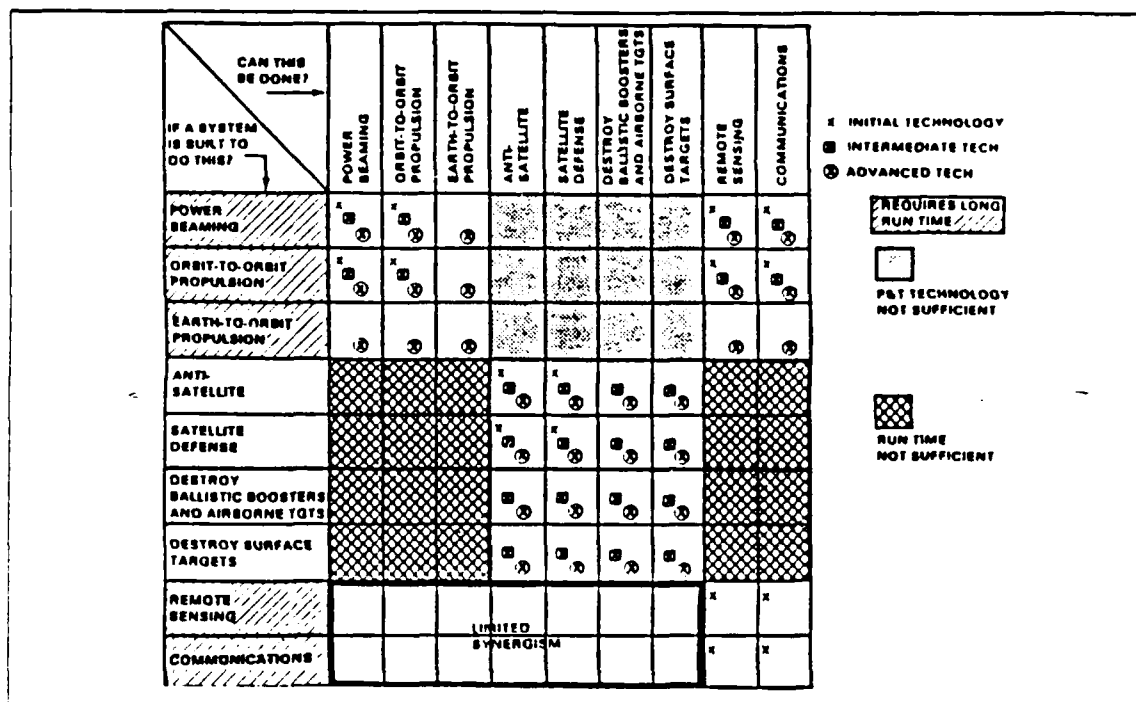 CAN THIS
BE DONE?
IF A SYSTEM
IS BUILT TO
DO THIS?
POWER
BEAMING
ORBIT-TO-ORBIT
PROPULSION
EARTH-TO-ORBIT
PROPULSION
ANTI-
SATELLITE
SATELLITE
DEFENSE
DESTROY
BALLISTIC BOOSTERS
AND AIRBORNE TGTS
DESTROY SURFACE
TARGETS
REMOTE
SENSING
COMMUNICATIONS
x INITIAL TECHNOLOGY
INTERMEDIATE TECH
ADVANCED TECH
REQUIRES LONG
RUN TIME
P&T TECHNOLOGY
NOT SUFFICIENT
RUN TIME
NOT SUFFICIENT
POWER
BEAMING
x x x x
ORBIT-TO-ORBIT
PROPULSION
x x x x
EARTH-TO-ORBIT
PROPULSION
ANTI-
SATELLITE
x x
SATELLITE
DEFENSE
x x
DESTROY
BALLISTIC BOOSTERS
AND AIRBORNE TGTS
DESTROY SURFACE
TARGETS
REMOTE
SENSING
x x
LIMITED
SYNERGISM
COMMUNICATIONS
x x